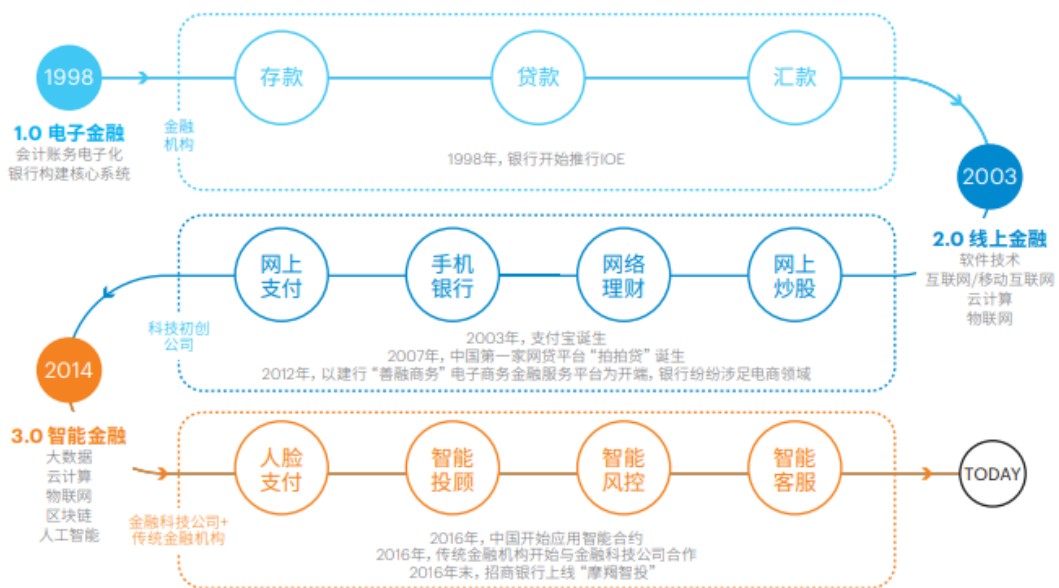 1998
1.0 电子金融
会计账务电子化
银行构建核心系统
金融
机构
存款
贷款
汇款
1998年，银行开始推行IOE
2003
2.0 线上金融
软件技术
互联网/移动互联网
云计算
物联网
网上
支付
手机
银行
网络
理财
网上
炒股
科技初创
公司
2003年，支付宝诞生
2007年，中国第一家网贷平台“拍拍贷”诞生
2012年，以建行“善融商务”电子商务金融服务平台为开端，银行纷纷涉足电商领域
2014
3.0 智能金融
大数据
云计算
物联网
区块链
人工智能
金融科技公司+
传统金融机构
人脸
支付
智能
投顾
智能
风控
智能
客服
2016年，中国开始应用智能合约
2016年，传统金融机构开始与金融科技公司合作
2016年末，招商银行上线“摩羯智投”
TODAY